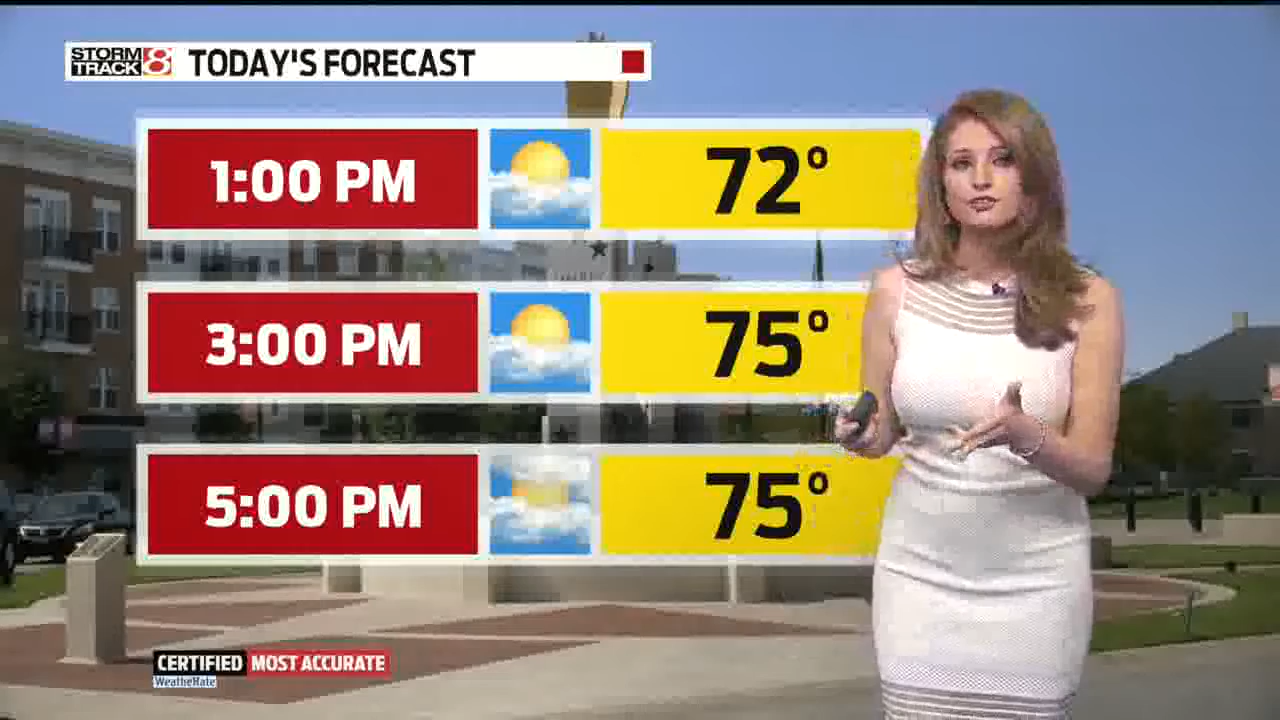 STORM
TRACK 8
TODAY'S FORECAST
1:00 PM
72°
3:00 PM
75°
5:00 PM
75°
CERTIFIED MOST ACCURATE
WeatheRate